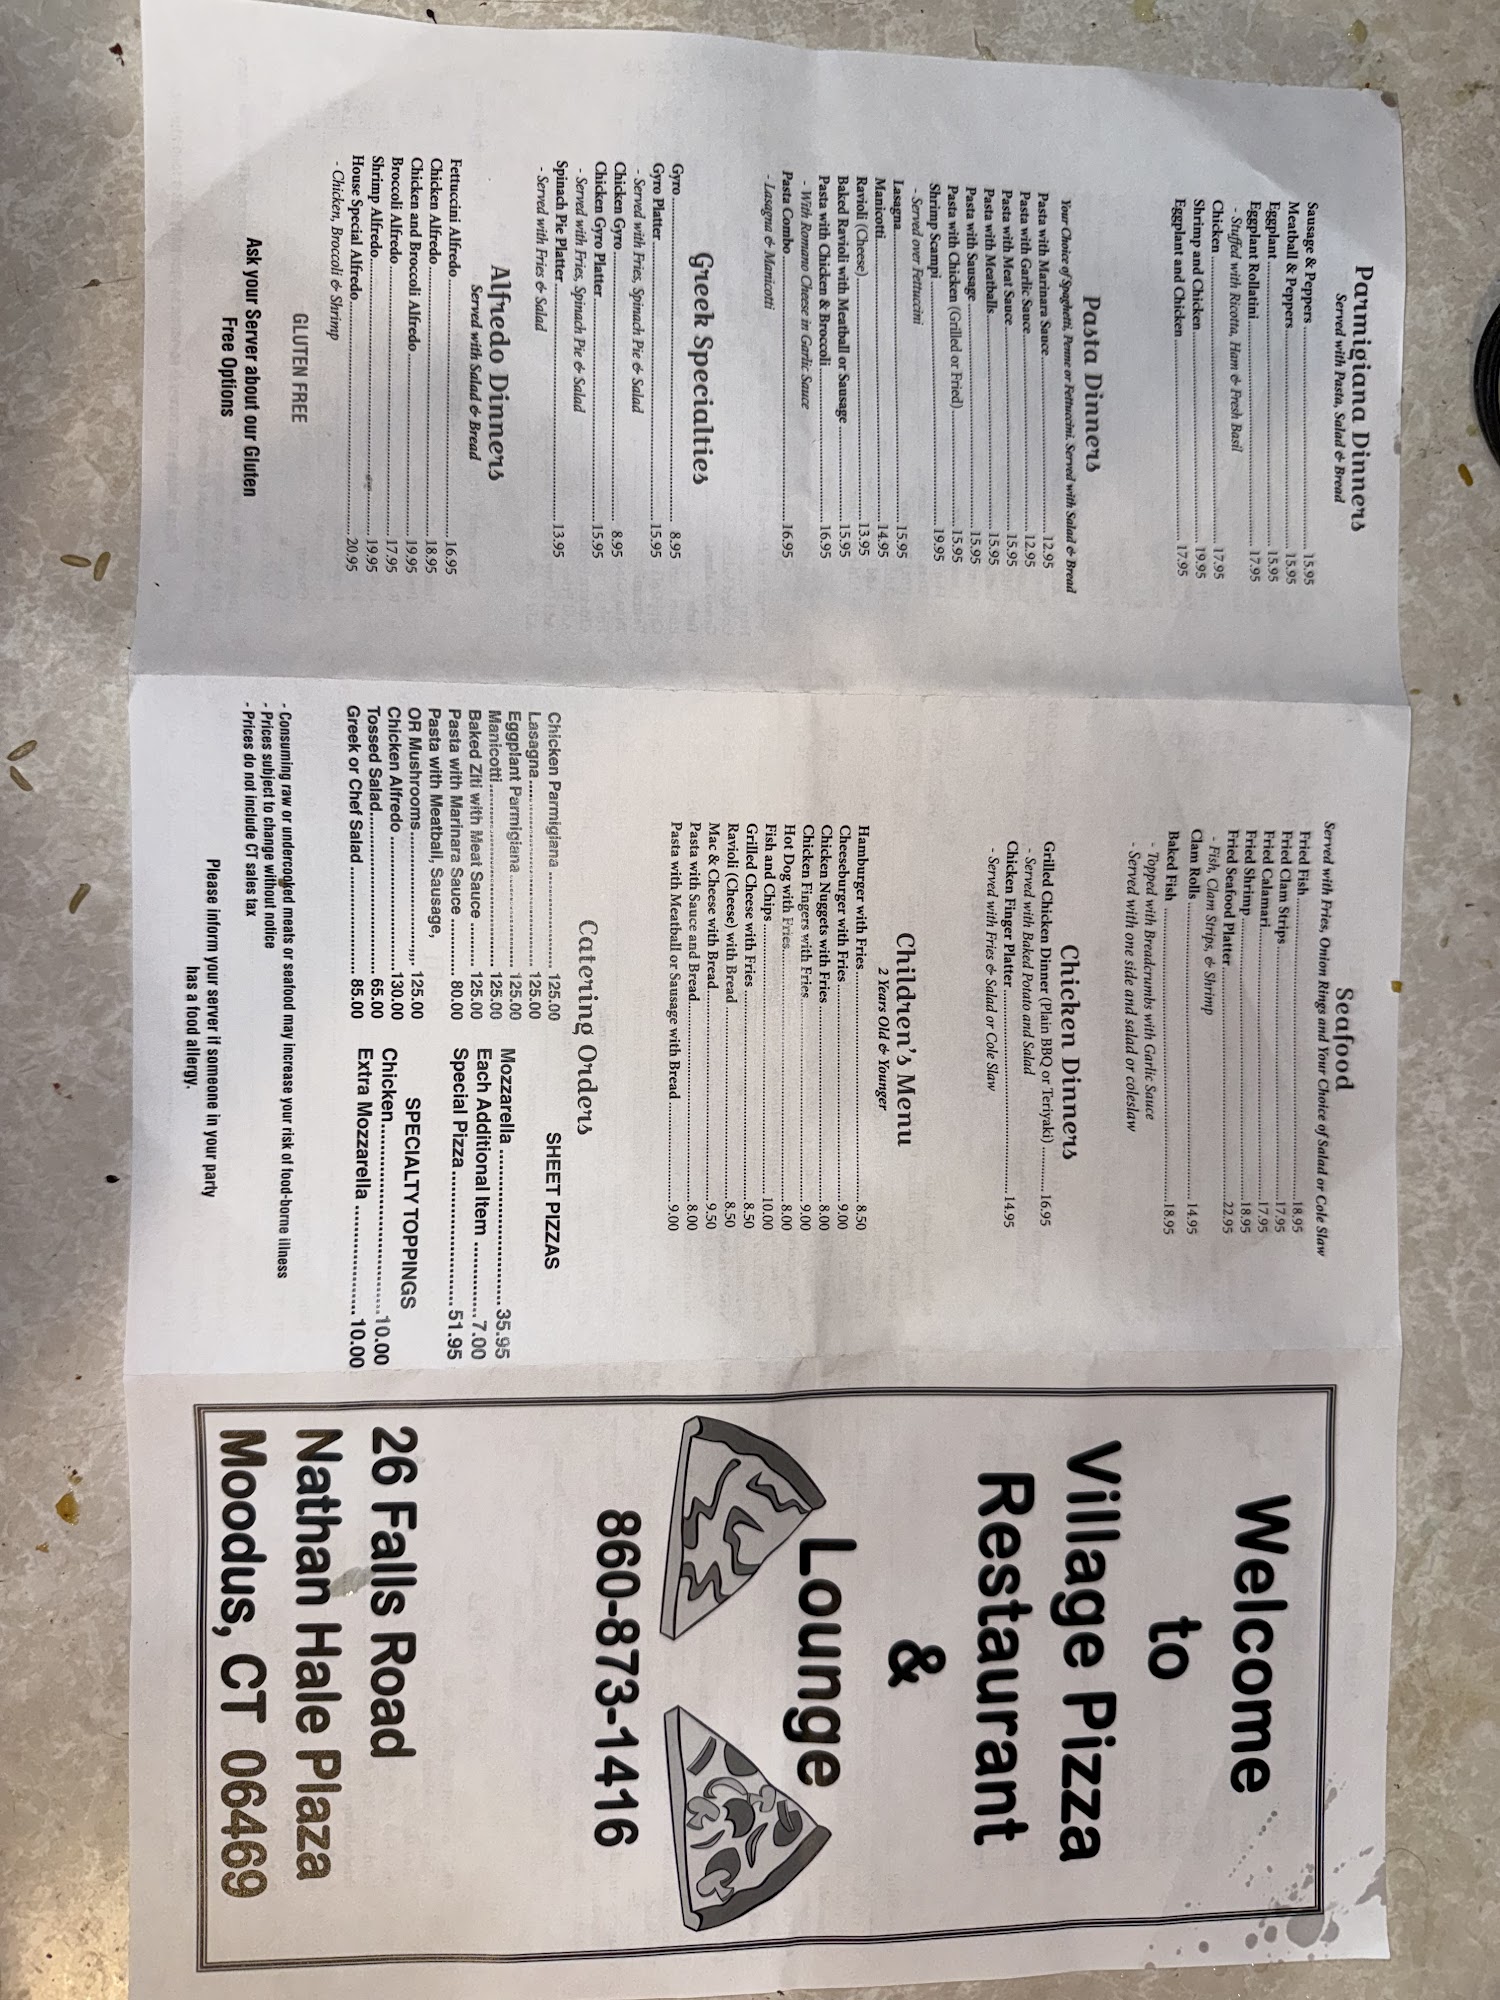 Parmigiana Dinners
Served with Pasta, Salad & Bread
Sausage & Peppers 15.95
Meatball & Peppers 15.95
Eggplant 15.95
Eggplant Rollatini 17.95
- Stuffed with Ricotta, Ham & Fresh Basil
Chicken 17.95
Shrimp and Chicken 19.95
Eggplant and Chicken 17.95
Pasta Dinners
Your Choice of Spaghetti, Penne or Fettuccini. Served with Salad & Bread
Pasta with Marinara Sauce 12.95
Pasta with Garlic Sauce 12.95
Pasta with Meat Sauce 15.95
Pasta with Meatballs 15.95
Pasta with Sausage 15.95
Pasta with Chicken (Grilled or Fried) 15.95
Shrimp Scampi 19.95
- Served over Fettuccini
Lasagna 15.95
Manicotti 14.95
Ravioli (Cheese) 13.95
Baked Ravioli with Meatball or Sausage 15.95
Pasta with Chicken & Broccoli 16.95
- With Romano Cheese in Garlic Sauce
Pasta Combo 16.95
- Lasagna & Manicotti
Greek Specialties
Gyro 8.95
Gyro Platter 15.95
- Served with Fries, Spinach Pie & Salad
Chicken Gyro 8.95
Chicken Gyro Platter 15.95
- Served with Fries, Spinach Pie & Salad
Spinach Pie Platter 13.95
- Served with Fries & Salad
Alfredo Dinners
Served with Salad & Bread
Fettuccini Alfredo 16.95
Chicken Alfredo 18.95
Chicken and Broccoli Alfredo 19.95
Broccoli Alfredo 17.95
Shrimp Alfredo 19.95
House Special Alfredo 20.95
- Chicken, Broccoli & Shrimp
GLUTEN FREE
Ask your Server about our Gluten
Free Options
Seafood
Served with Fries, Onion Rings and Your Choice of Salad or Cole Slaw
Fried Fish 18.95
Fried Clam Strips 17.95
Fried Calamari 17.95
Fried Shrimp 18.95
Fried Seafood Platter 22.95
- Fish, Clam Strips, & Shrimp
Clam Rolls 14.95
Baked Fish 18.95
- Topped with Breadcrumbs with Garlic Sauce
- Served with one side and salad or coleslaw
Chicken Dinners
Grilled Chicken Dinner (Plain BBQ or Teriyaki) 16.95
- Served with Baked Potato and Salad
Chicken Finger Platter 14.95
- Served with Fries & Salad or Cole Slaw
Children's Menu
2 Years Old & Younger
Hamburger with Fries 8.50
Cheeseburger with Fries 9.00
Chicken Nuggets with Fries 8.00
Chicken Fingers with Fries 9.00
Hot Dog with Fries 8.00
Fish and Chips 10.00
Grilled Cheese with Fries 8.50
Ravioli (Cheese) with Bread 8.50
Mac & Cheese with Bread 9.50
Pasta with Sauce and Bread 8.00
Pasta with Meatball or Sausage with Bread 9.00
Catering Orders
Chicken Parmigiana 125.00
Lasagna 125.00
Eggplant Parmigiana 125.00
Manicotti 125.00
Baked Ziti with Meat Sauce 125.00
Pasta with Marinara Sauce 80.00
Pasta with Meatball, Sausage,
OR Mushrooms 125.00
Chicken Alfredo 130.00
Tossed Salad 65.00
Greek or Chef Salad 85.00
SHEET PIZZAS
Mozzarella 35.95
Each Additional Item 7.00
Special Pizza 51.95
SPECIALTY TOPPINGS
Chicken 10.00
Extra Mozzarella 10.00
- Consuming raw or undercooked meats or seafood may increase your risk of food-borne illness
- Prices subject to change without notice
- Prices do not include CT sales tax
Please inform your server if someone in your party
has a food allergy.
Welcome
to
Village Pizza
Restaurant
&
Lounge
860-873-1416
26 Falls Road
Nathan Hale Plaza
Moodus, CT 06469